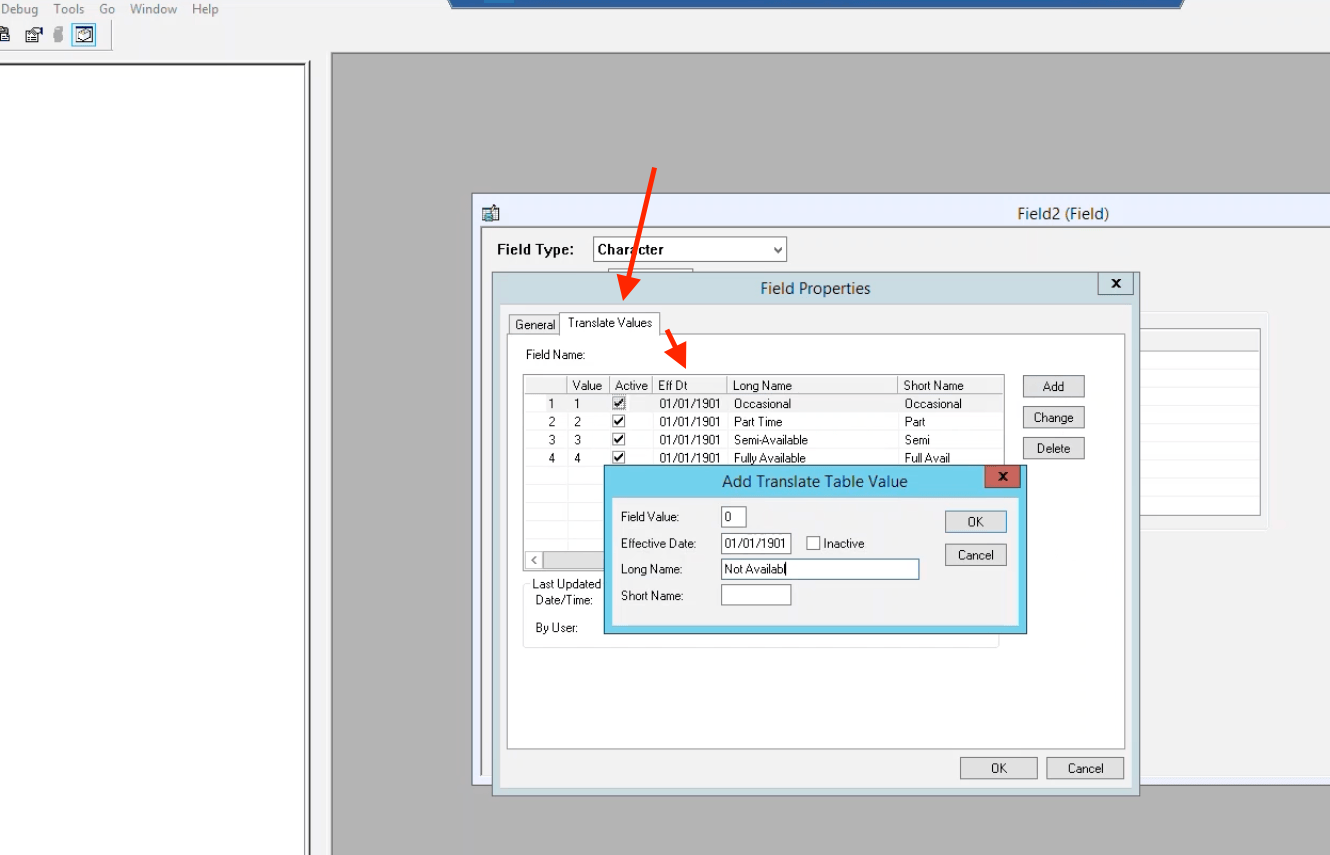 Debug Tools Go Window Help
Field2 (Field)
Field Type: Character
Field Properties
X
General Translate Values
Field Name:
Value Active Eff Dt Long Name Short Name
1 1 01/01/1901 Occasional Occasional
2 2 01/01/1901 Part Time Part
3 3 01/01/1901 Semi-Available Semi
4 4 01/01/1901 Fully Available Full Avail
Add
Change
Delete
Add Translate Table Value
X
Field Value: 0
OK
Effective Date: 01/01/1901 Inactive
Cancel
Long Name: Not Availabl
Short Name:
Last Updated
Date/Time:
By User:
OK Cancel